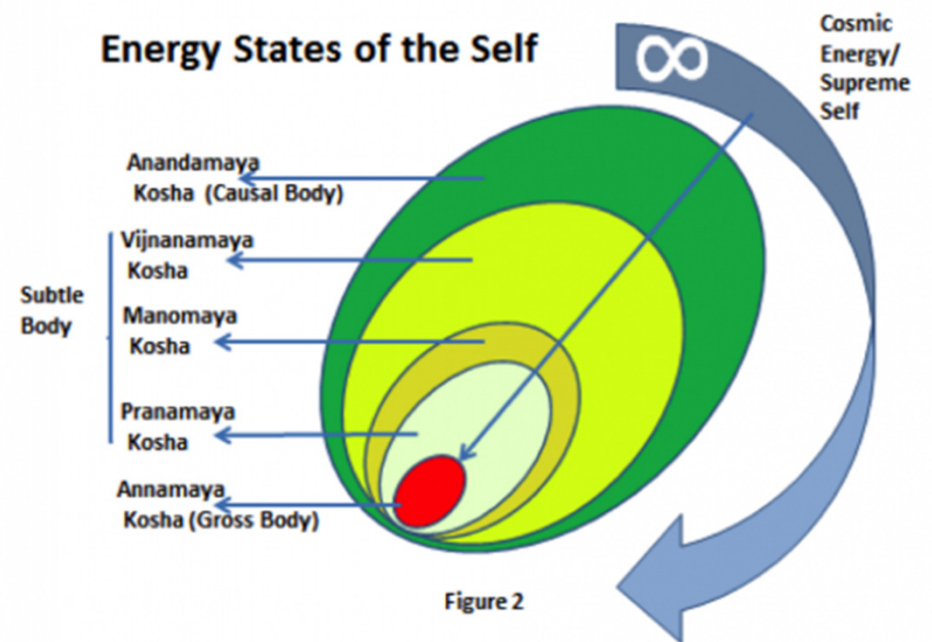 Energy States of the Self
∞
Cosmic
Energy/
Supreme
Self
Anandamaya
Kosha (Causal Body)
Vijnanamaya
Kosha
Subtle
Body
Manomaya
Kosha
Pranamaya
Kosha
Annamaya
Kosha (Gross Body)
Figure 2